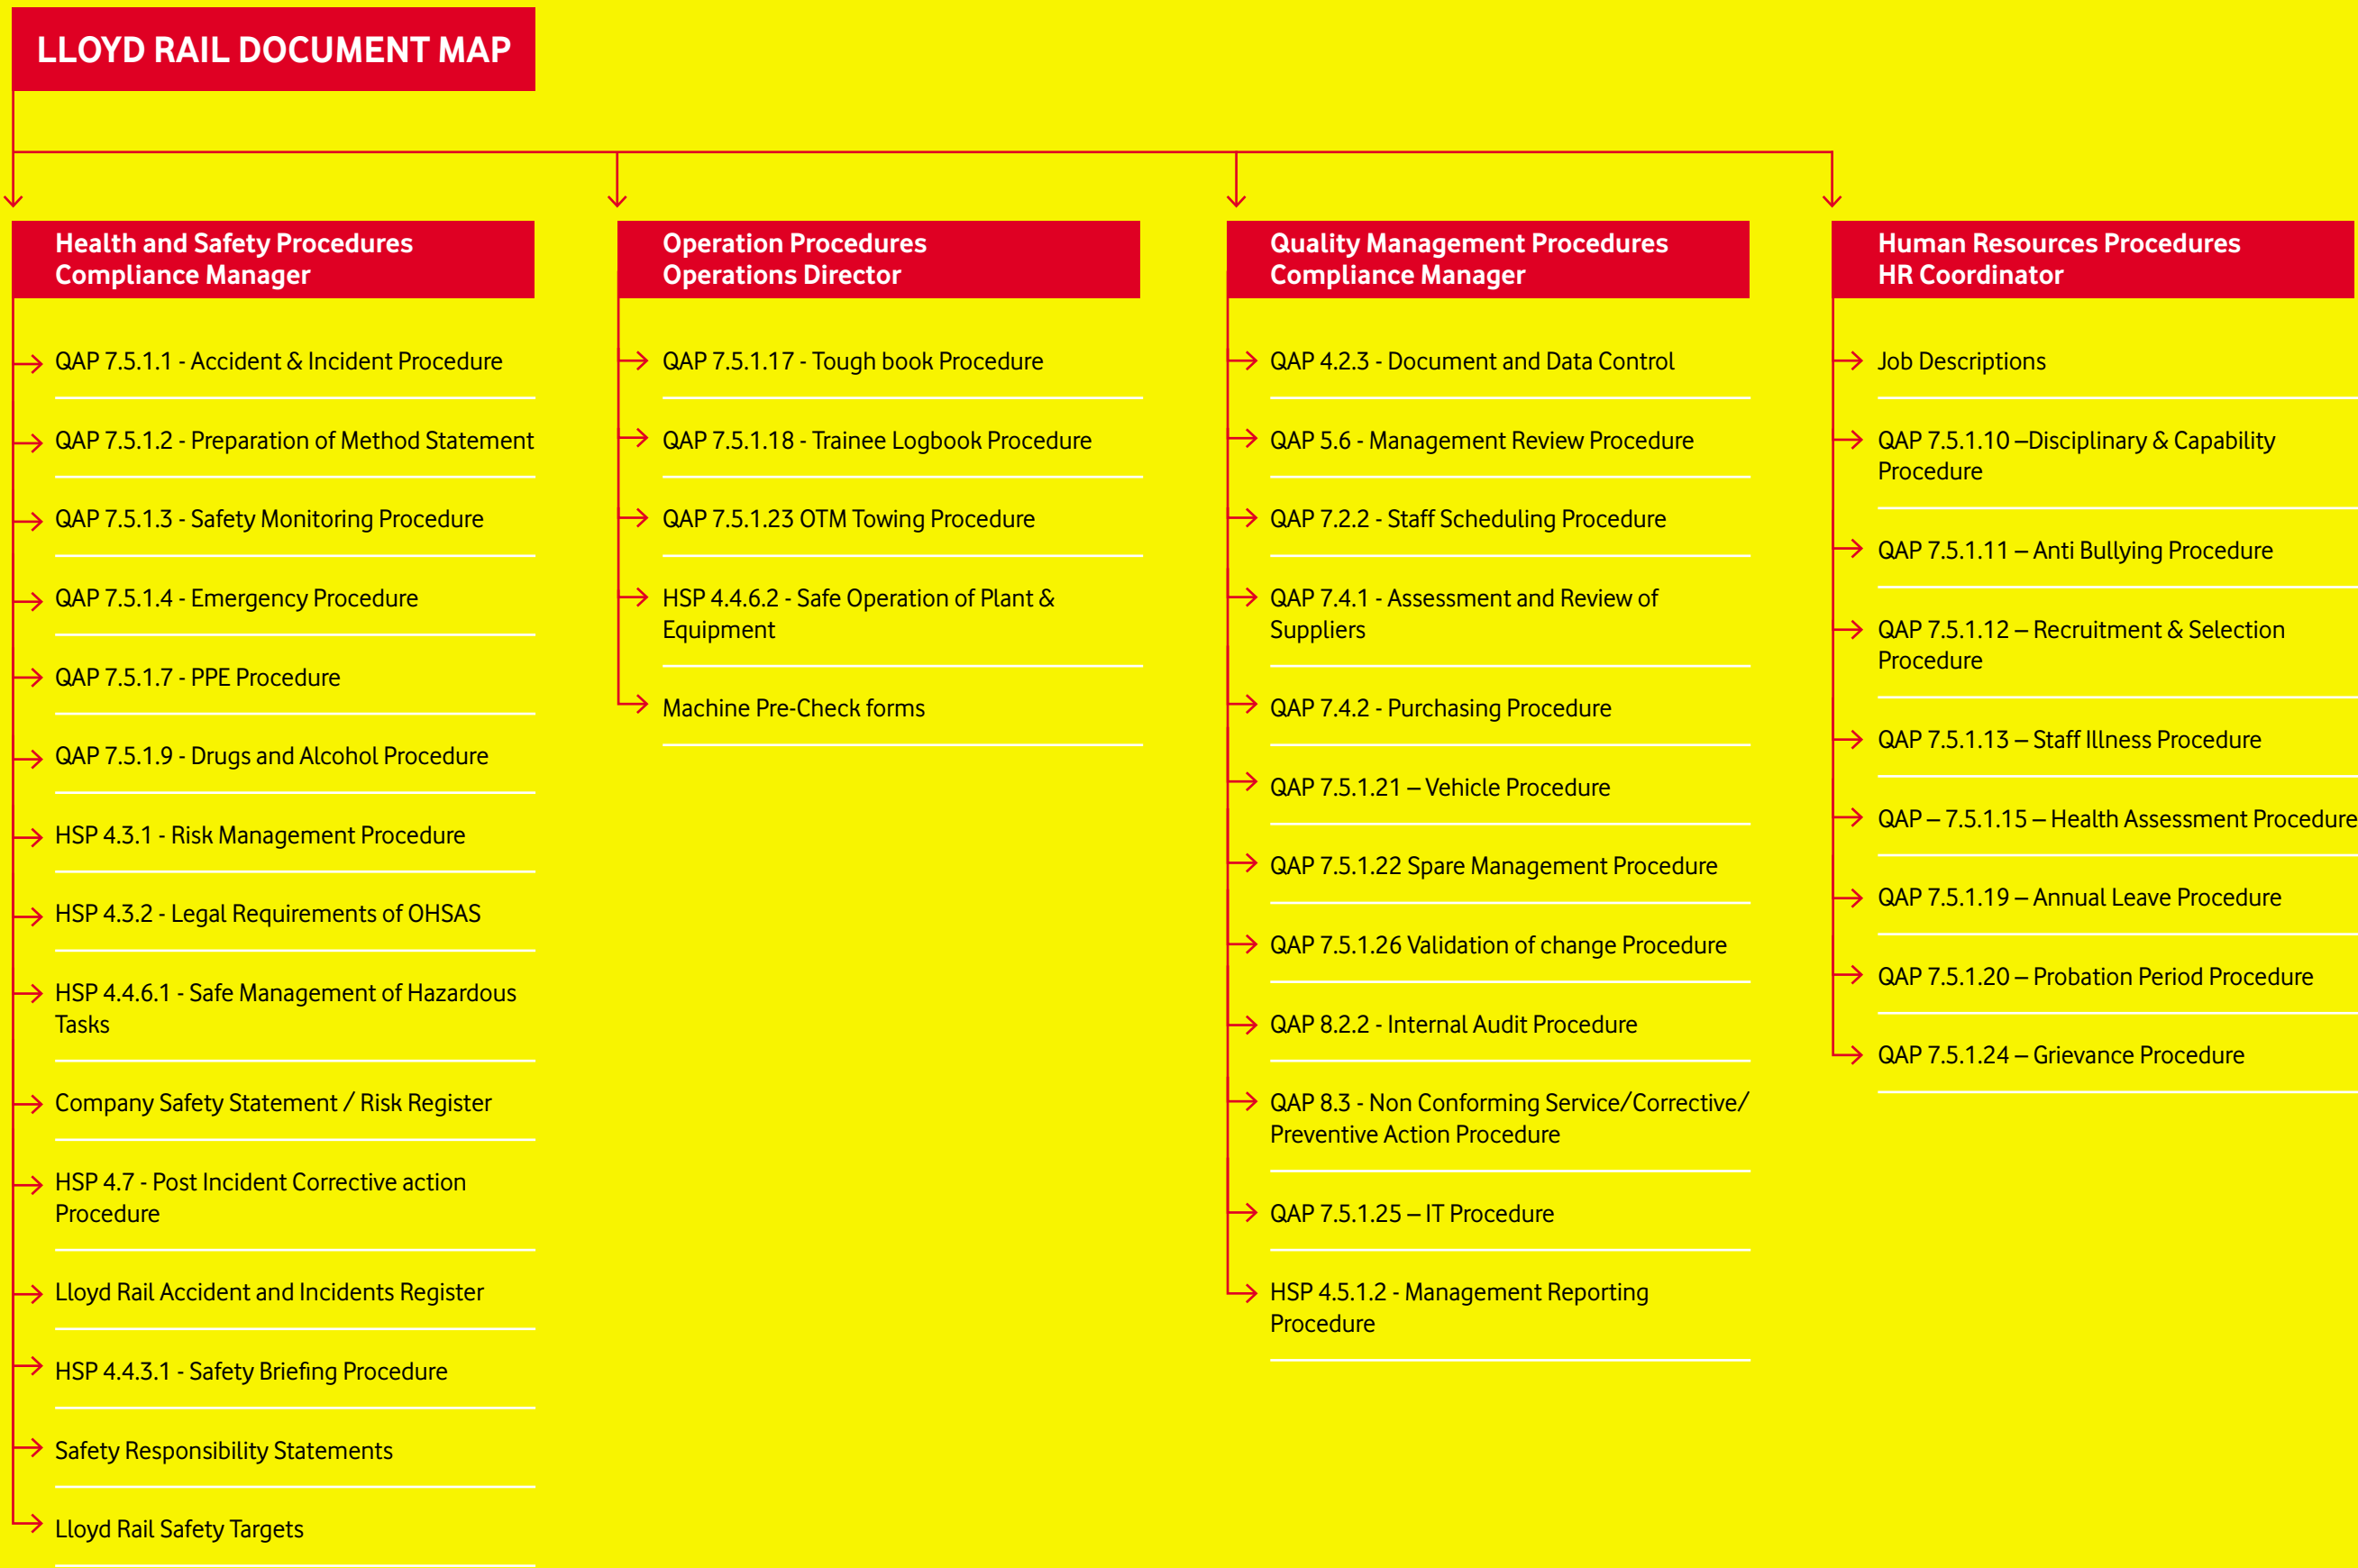 LLOYD RAIL DOCUMENT MAP
Health and Safety Procedures
Compliance Manager
QAP 7.5.1.1 - Accident & Incident Procedure
QAP 7.5.1.2 - Preparation of Method Statement
QAP 7.5.1.3 - Safety Monitoring Procedure
QAP 7.5.1.4 - Emergency Procedure
QAP 7.5.1.7 - PPE Procedure
QAP 7.5.1.9 - Drugs and Alcohol Procedure
HSP 4.3.1 - Risk Management Procedure
HSP 4.3.2 - Legal Requirements of OHSAS
HSP 4.4.6.1 - Safe Management of Hazardous
Tasks
Company Safety Statement / Risk Register
HSP 4.7 - Post Incident Corrective action
Procedure
Lloyd Rail Accident and Incidents Register
HSP 4.4.3.1 - Safety Briefing Procedure
Safety Responsibility Statements
Lloyd Rail Safety Targets
Operation Procedures
Operations Director
QAP 7.5.1.17 - Tough book Procedure
QAP 7.5.1.18 - Trainee Logbook Procedure
QAP 7.5.1.23 OTM Towing Procedure
HSP 4.4.6.2 - Safe Operation of Plant &
Equipment
Machine Pre-Check forms
Quality Management Procedures
Compliance Manager
QAP 4.2.3 - Document and Data Control
QAP 5.6 - Management Review Procedure
QAP 7.2.2 - Staff Scheduling Procedure
QAP 7.4.1 - Assessment and Review of
Suppliers
QAP 7.4.2 - Purchasing Procedure
QAP 7.5.1.21 – Vehicle Procedure
QAP 7.5.1.22 Spare Management Procedure
QAP 7.5.1.26 Validation of change Procedure
QAP 8.2.2 - Internal Audit Procedure
QAP 8.3 - Non Conforming Service/Corrective/
Preventive Action Procedure
QAP 7.5.1.25 – IT Procedure
HSP 4.5.1.2 - Management Reporting
Procedure
Human Resources Procedures
HR Coordinator
Job Descriptions
QAP 7.5.1.10 –Disciplinary & Capability
Procedure
QAP 7.5.1.11 – Anti Bullying Procedure
QAP 7.5.1.12 – Recruitment & Selection
Procedure
QAP 7.5.1.13 – Staff Illness Procedure
QAP – 7.5.1.15 – Health Assessment Procedure
QAP 7.5.1.19 – Annual Leave Procedure
QAP 7.5.1.20 – Probation Period Procedure
QAP 7.5.1.24 – Grievance Procedure